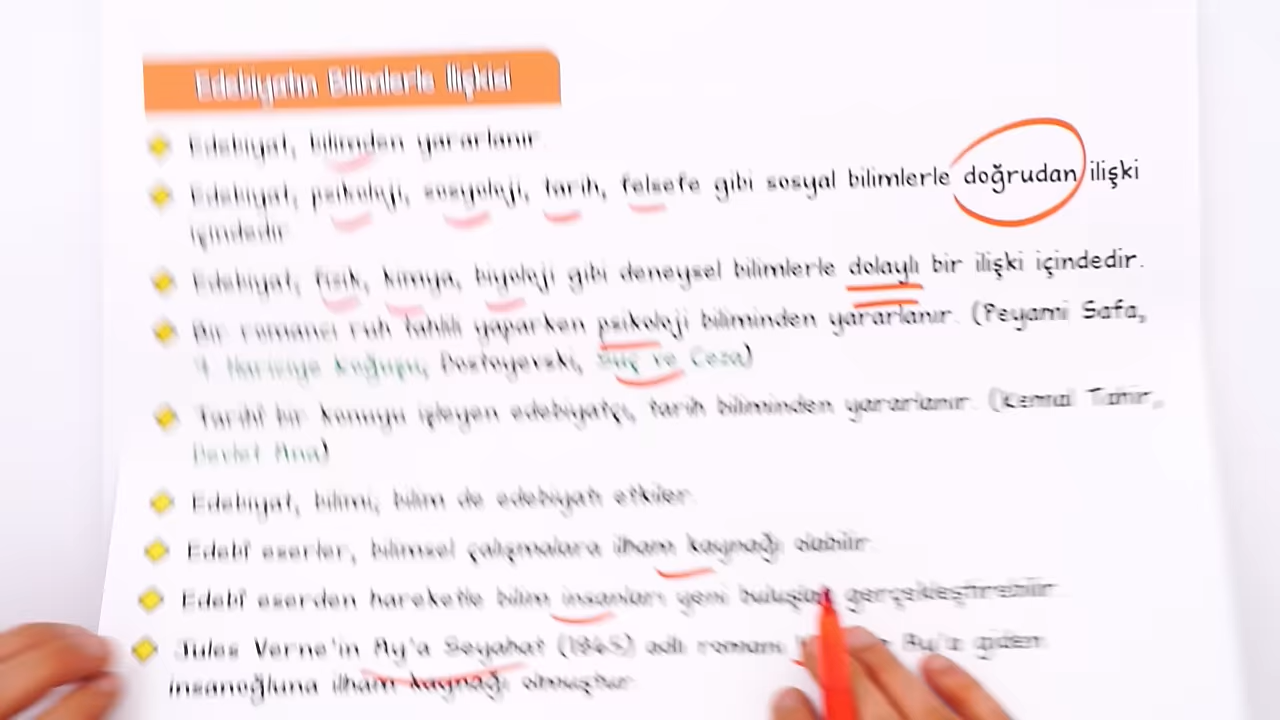 Edebiyatın Bilimlerle İlişkisi
Edebiyat, bilimden yararlanır.
Edebiyat, psikoloji, sosyoloji, tarih, felsefe gibi sosyal bilimlerle doğrudan ilişki
içindedir.
Edebiyat, fizik, kimya, biyoloji gibi deneysel bilimlerle dolaylı bir ilişki içindedir.
Bir romancı ruh tahlili yaparken psikoloji biliminden yararlanır. (Peyami Safa,
9. Hariciye Koğuşu; Dostoyevski, Suç ve Ceza)
Tarihî bir konuyu işleyen edebiyatçı, tarih biliminden yararlanır. (Kemal Tahir,
Devlet Ana)
Edebiyat, bilimi; bilim de edebiyatı etkiler.
Edebî eserler, bilimsel çalışmalara ilham kaynağı olabilir.
Edebî eserden hareketle bilim insanları yeni buluşlar gerçekleştirebilir.
Jules Verne'in Ay'a Seyahat (1865) adlı romanı Ay'a giden
insanoğluna ilham kaynağı olmuştur.